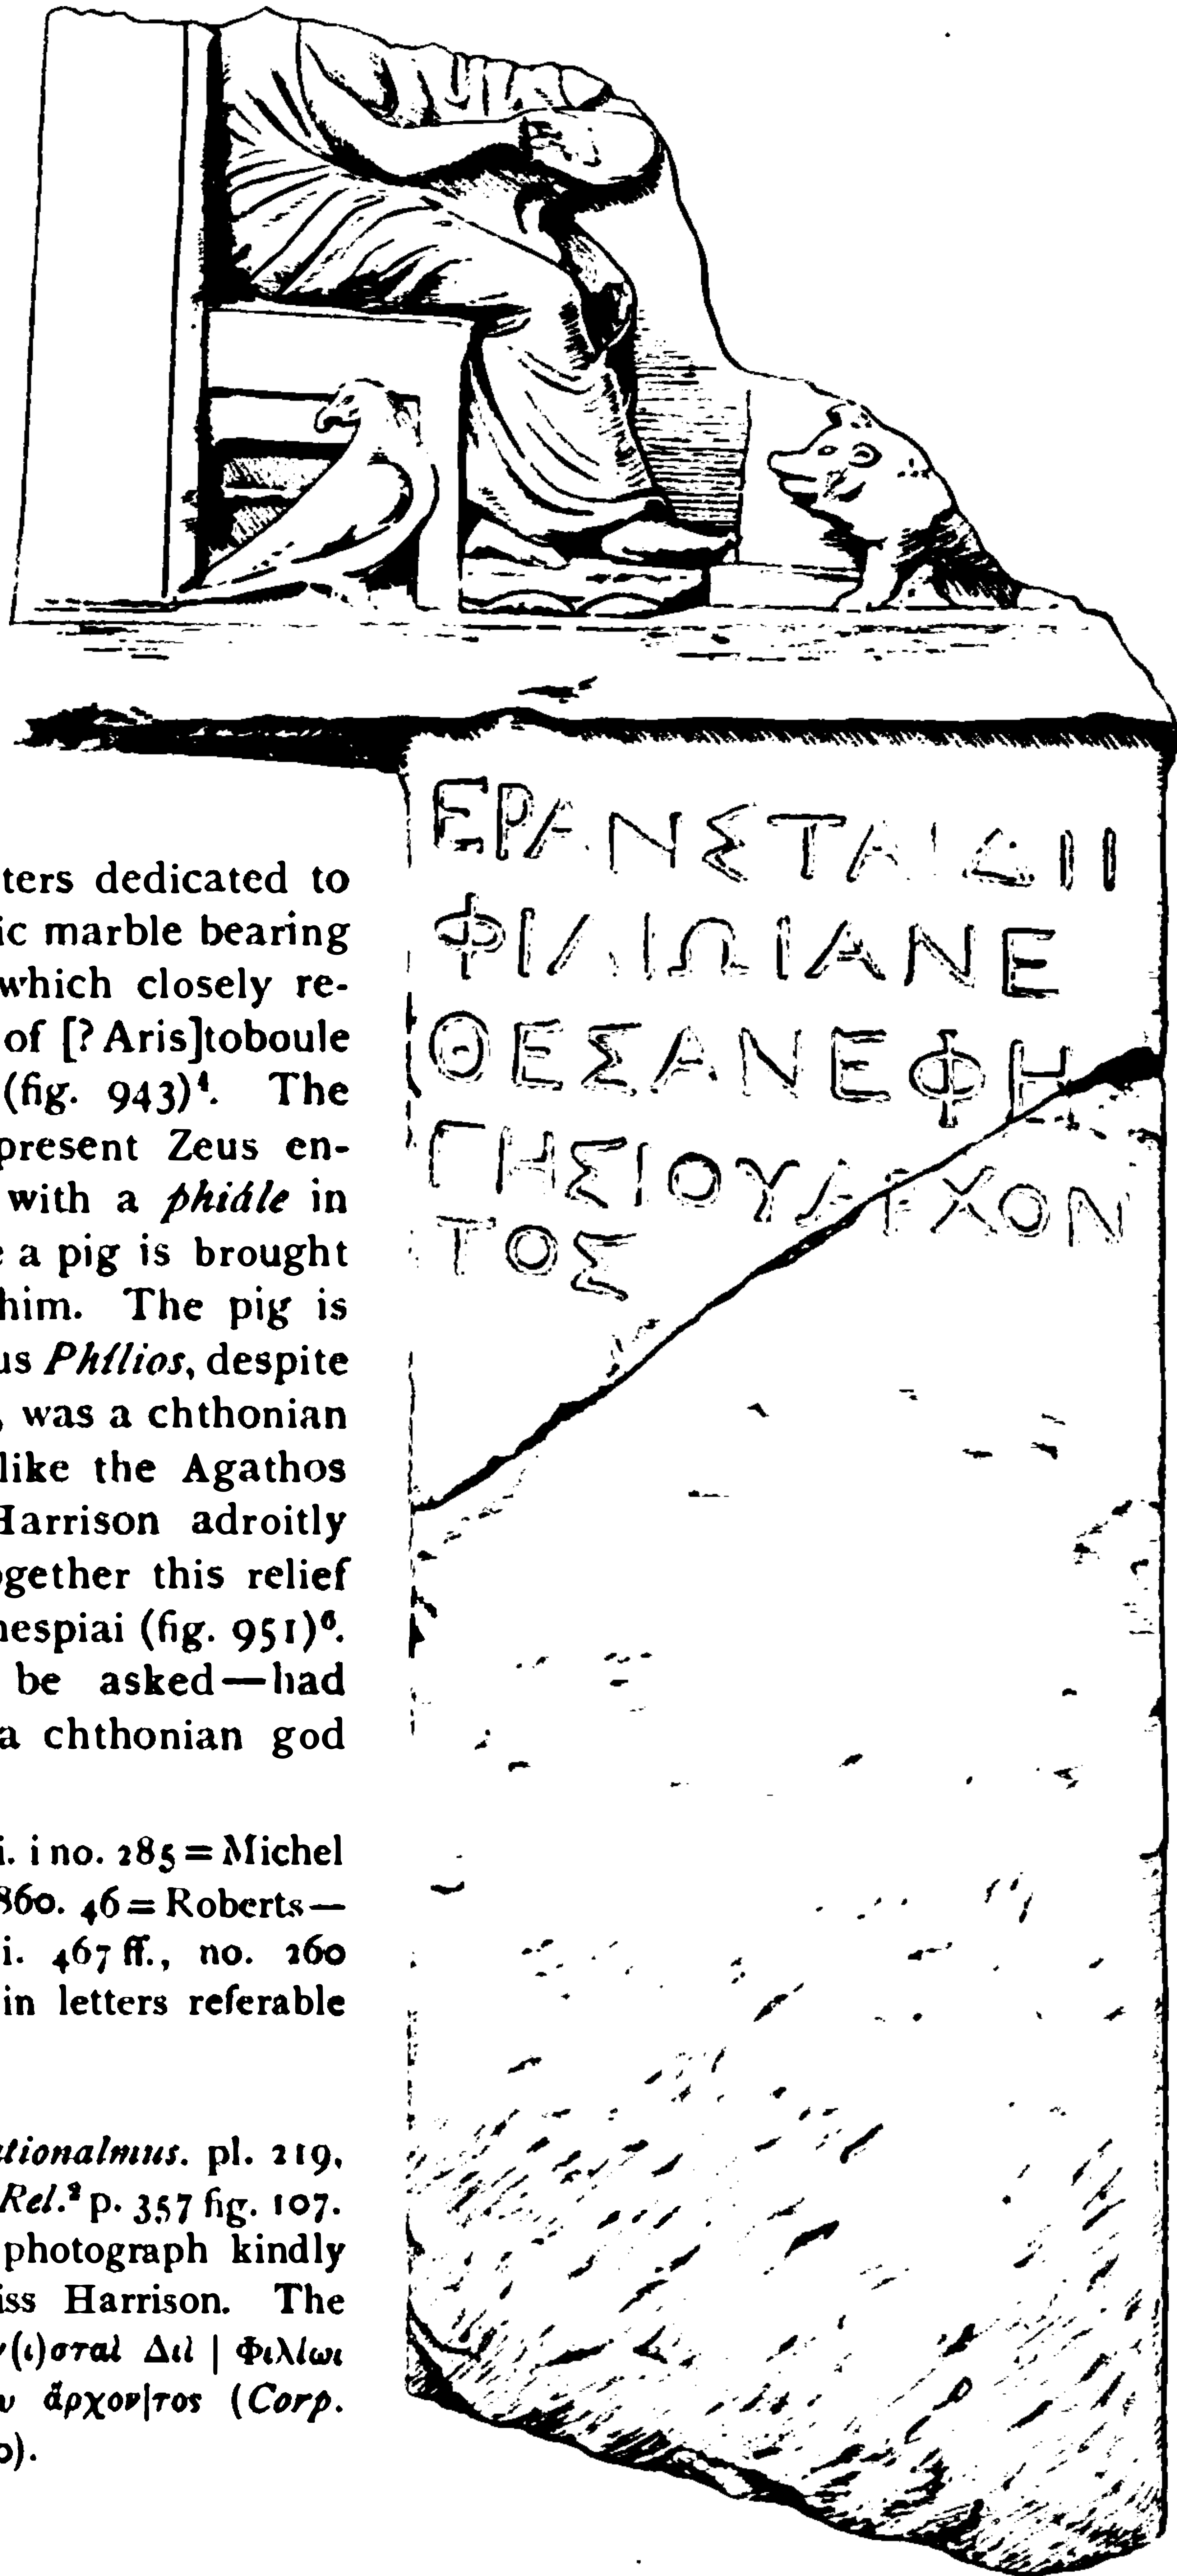 ΕΡΑΝΣΤΑΙΔΙΙ
ΦΙΛΙΩΙΑΝΕ
ΘΕΣΑΝΕΦΗ
ΓΗΣΙΟΥΑΡΧΟΝ
ΤΟΣ
ters dedicated to
ic marble bearing
which closely re-
of [? Aris]toboule
(fig. 943)⁴. The
present Zeus en-
with a phiále in
e a pig is brought
him. The pig is
us Phílios, despite
, was a chthonian
like the Agathos
Harrison adroitly
ogether this relief
hespiai (fig. 951)⁶.
be asked—had
a chthonian god
i. i no. 285 = Michel
860. 46 = Roberts—
i. 467 ff., no. 260
in letters referable
ationalmus. pl. 219,
Rel.² p. 357 fig. 107.
photograph kindly
iss Harrison. The
ν(ι)σταὶ Διὶ | Φιλίωι
υ ἄρχον|τος (Corp.
o).